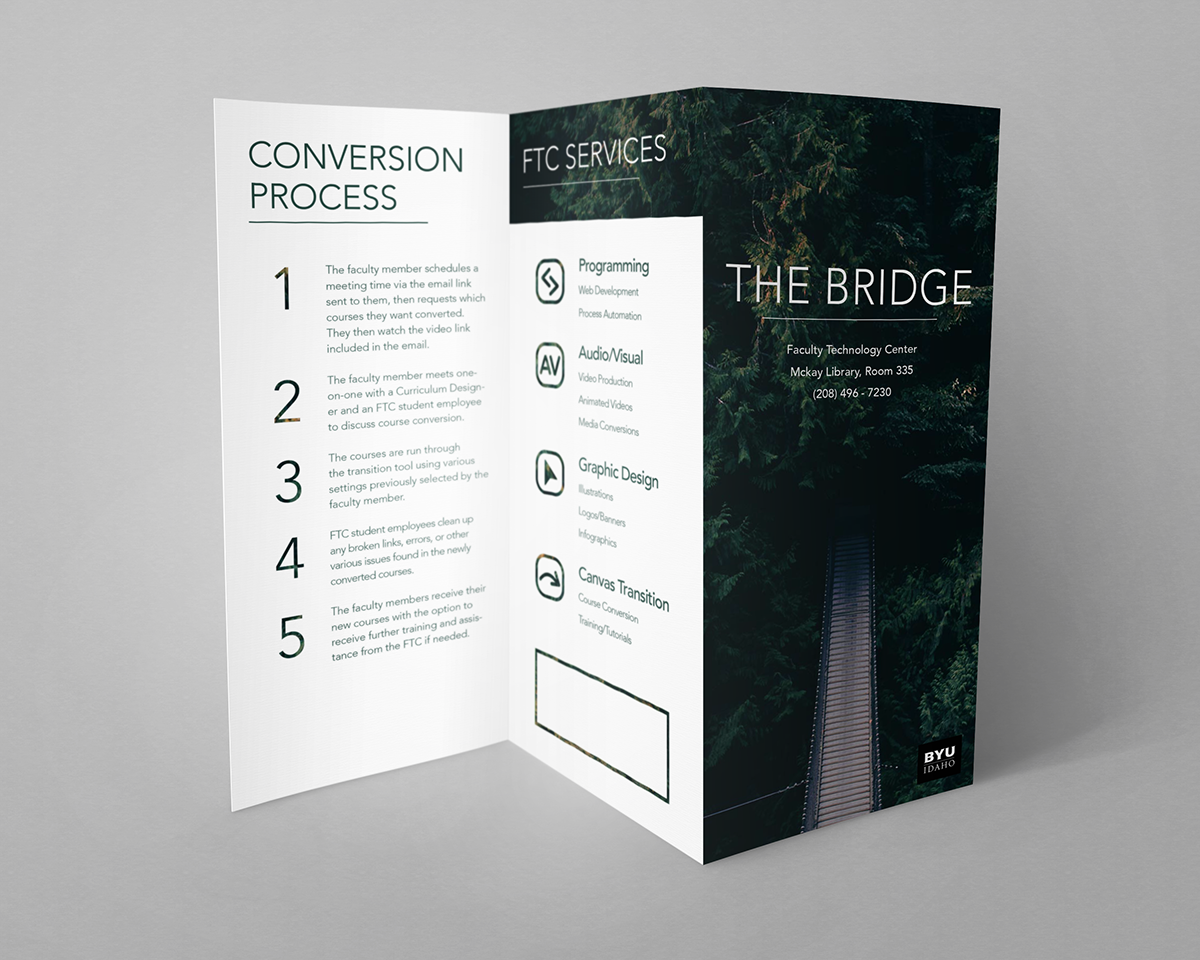 CONVERSION
PROCESS
1
The faculty member schedules a
meeting time via the email link
sent to them, then requests which
courses they want converted.
They then watch the video link
included in the email.
2
The faculty member meets one-
on-one with a Curriculum Design-
er and an FTC student employee
to discuss course conversion.
3
The courses are run through
the transition tool using various
settings previously selected by the
faculty member.
4
FTC student employees clean up
any broken links, errors, or other
various issues found in the newly
converted courses.
5
The faculty members receive their
new courses with the option to
receive further training and assis-
tance from the FTC if needed.
FTC SERVICES
Programming
Web Development
Process Automation
AV
Audio/Visual
Video Production
Animated Videos
Media Conversions
Graphic Design
Illustrations
Logos/Banners
Infographics
Canvas Transition
Course Conversion
Training/Tutorials
THE BRIDGE
Faculty Technology Center
Mckay Library, Room 335
(208) 496 - 7230
BYU
IDAHO